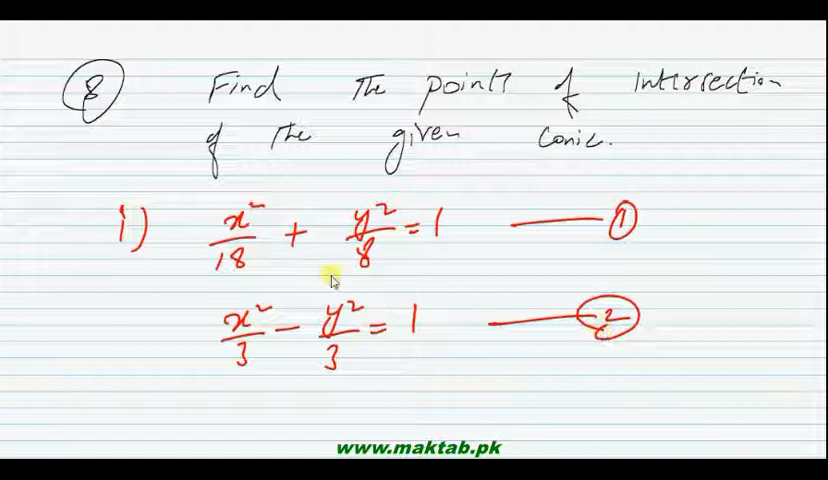 8 Find the points of intersection
of the given conic.
i) x²/18 + y²/8 = 1 —— 1
x²/3 − y²/3 = 1 —— 2
www.maktab.pk